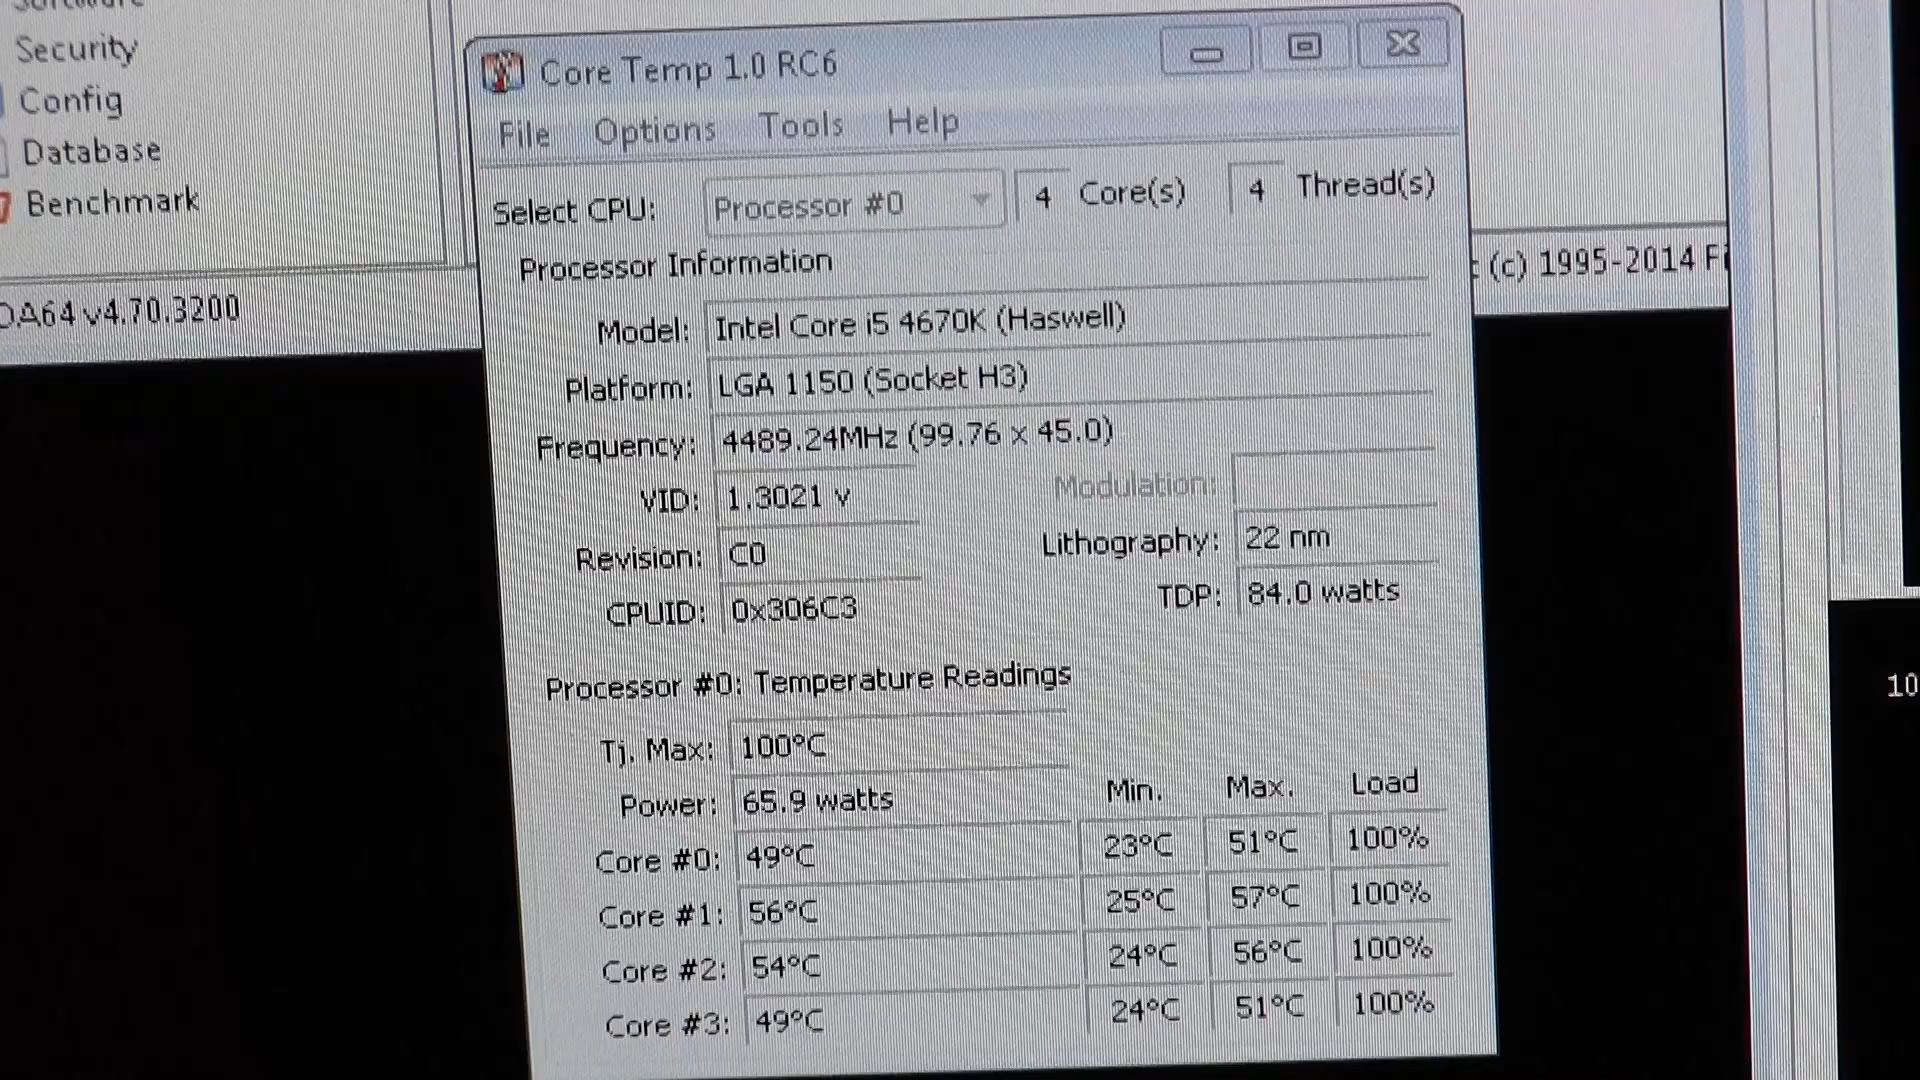 Software
Security
Config
Database
Benchmark
DA64 v4.70.3200
Core Temp 1.0 RC6
File Options Tools Help
Select CPU: Processor #0 4 Core(s) 4 Thread(s)
Processor Information
Model: Intel Core i5 4670K (Haswell)
Platform: LGA 1150 (Socket H3)
Frequency: 4489.24MHz (99.76 x 45.0)
VID: 1.3021 v Modulation:
Revision: C0 Lithography: 22 nm
CPUID: 0x306C3 TDP: 84.0 watts
Processor #0: Temperature Readings
Tj. Max: 100°C
Power: 65.9 watts Min. Max. Load
Core #0: 49°C 23°C 51°C 100%
Core #1: 56°C 25°C 57°C 100%
Core #2: 54°C 24°C 56°C 100%
Core #3: 49°C 24°C 51°C 100%
(c) 1995-2014 Fi
10